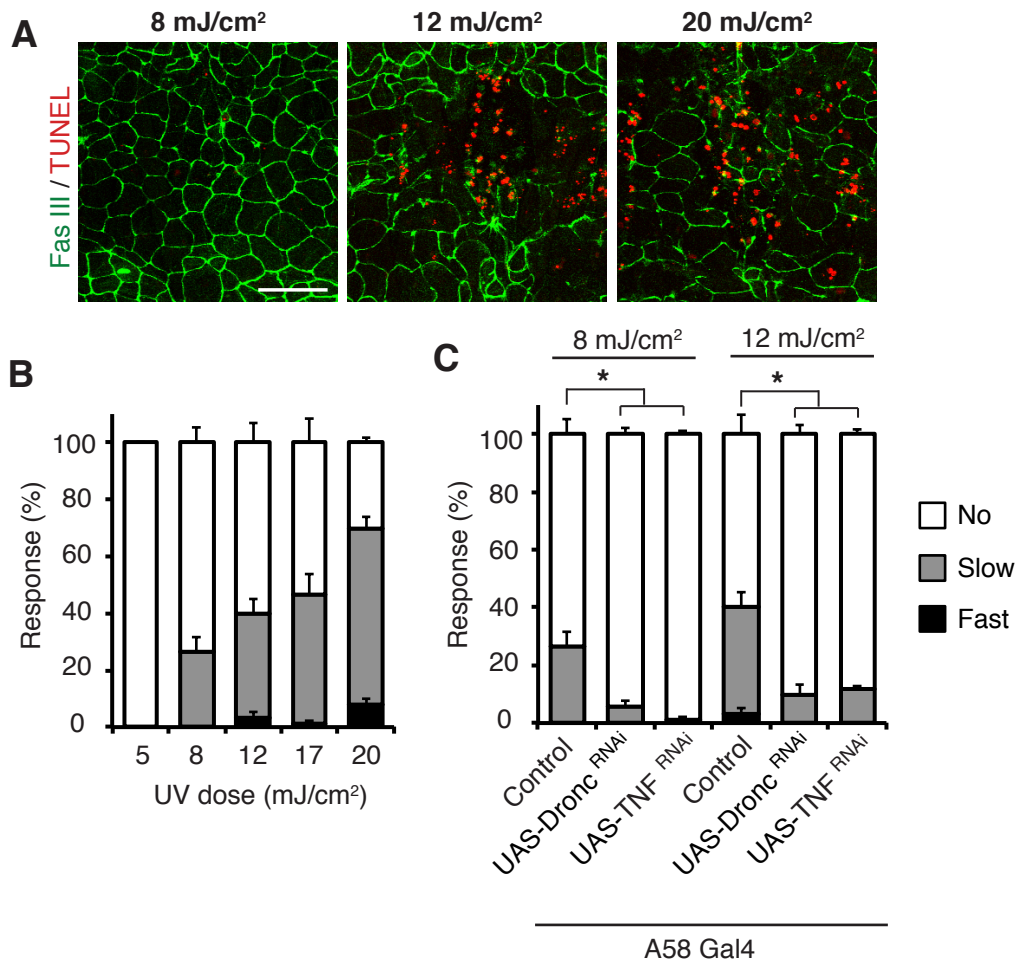 A
8 mJ/cm²
12 mJ/cm²
20 mJ/cm²
Fas III / TUNEL
B
Response (%)
100
80
60
40
20
0
5
8
12
17
20
UV dose (mJ/cm²)
C
8 mJ/cm²
12 mJ/cm²
*
*
Response (%)
100
80
60
40
20
0
Control
UAS-Dronc RNAi
UAS-TNF RNAi
Control
UAS-Dronc RNAi
UAS-TNF RNAi
A58 Gal4
No
Slow
Fast